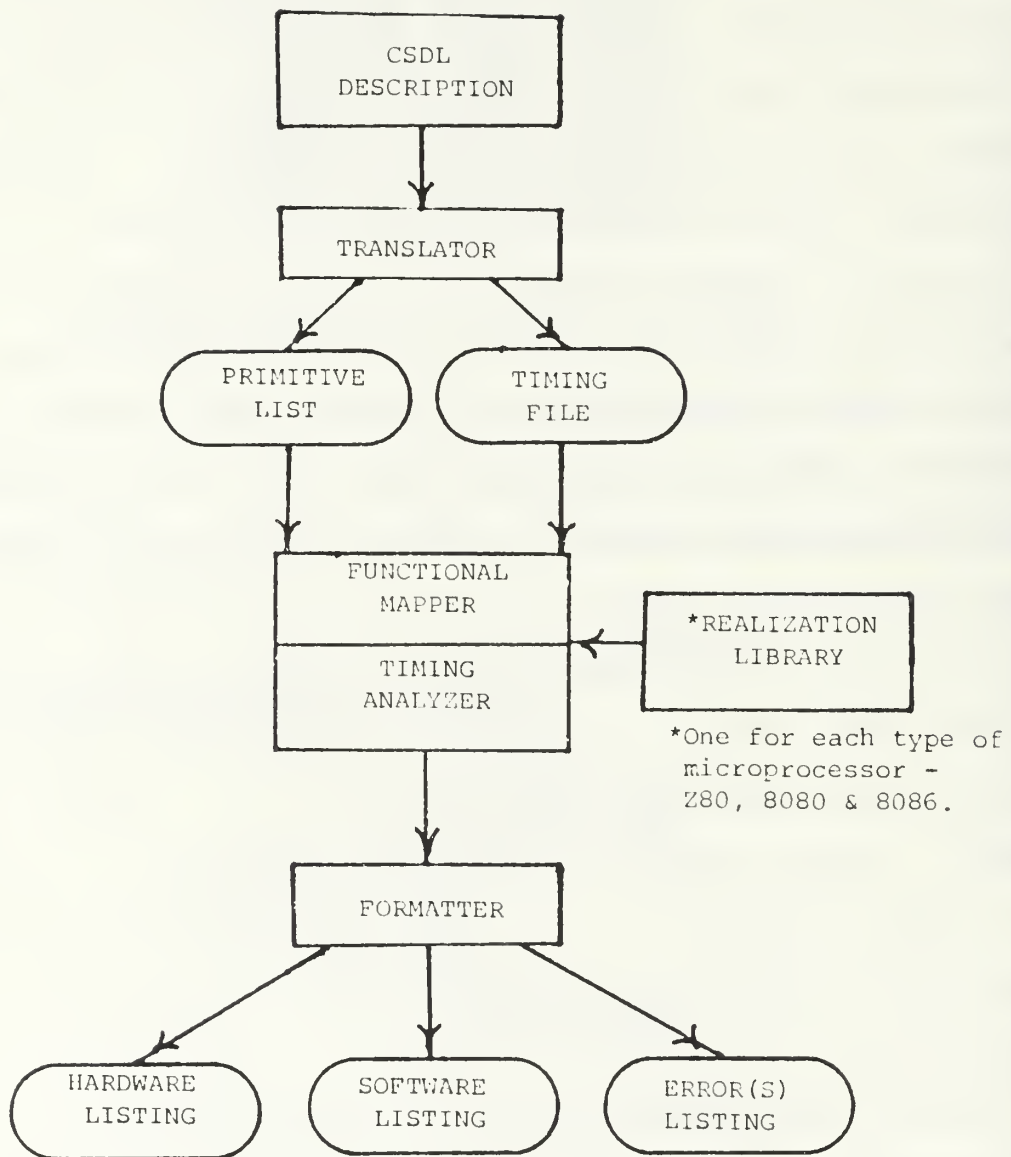 CSDL
DESCRIPTION
TRANSLATOR
PRIMITIVE
LIST
TIMING
FILE
FUNCTIONAL
MAPPER
TIMING
ANALYZER
*REALIZATION
LIBRARY
*One for each type of
microprocessor -
Z80, 8080 & 8086.
FORMATTER
HARDWARE
LISTING
SOFTWARE
LISTING
ERROR(S)
LISTING